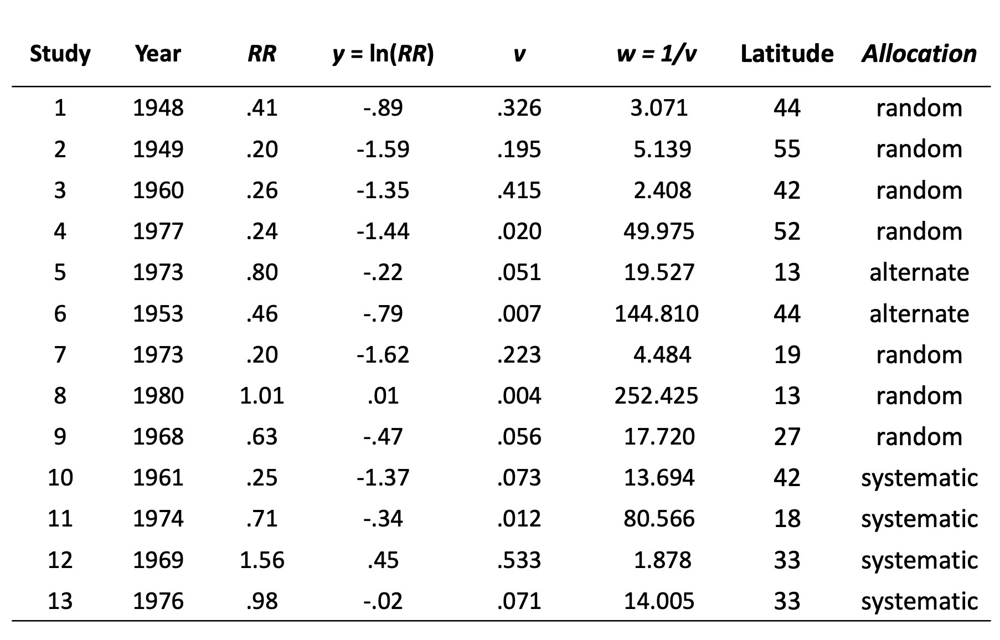 Study Year RR y = ln(RR) v w = 1/v Latitude Allocation
1 1948 .41 -.89 .326 3.071 44 random
2 1949 .20 -1.59 .195 5.139 55 random
3 1960 .26 -1.35 .415 2.408 42 random
4 1977 .24 -1.44 .020 49.975 52 random
5 1973 .80 -.22 .051 19.527 13 alternate
6 1953 .46 -.79 .007 144.810 44 alternate
7 1973 .20 -1.62 .223 4.484 19 random
8 1980 1.01 .01 .004 252.425 13 random
9 1968 .63 -.47 .056 17.720 27 random
10 1961 .25 -1.37 .073 13.694 42 systematic
11 1974 .71 -.34 .012 80.566 18 systematic
12 1969 1.56 .45 .533 1.878 33 systematic
13 1976 .98 -.02 .071 14.005 33 systematic